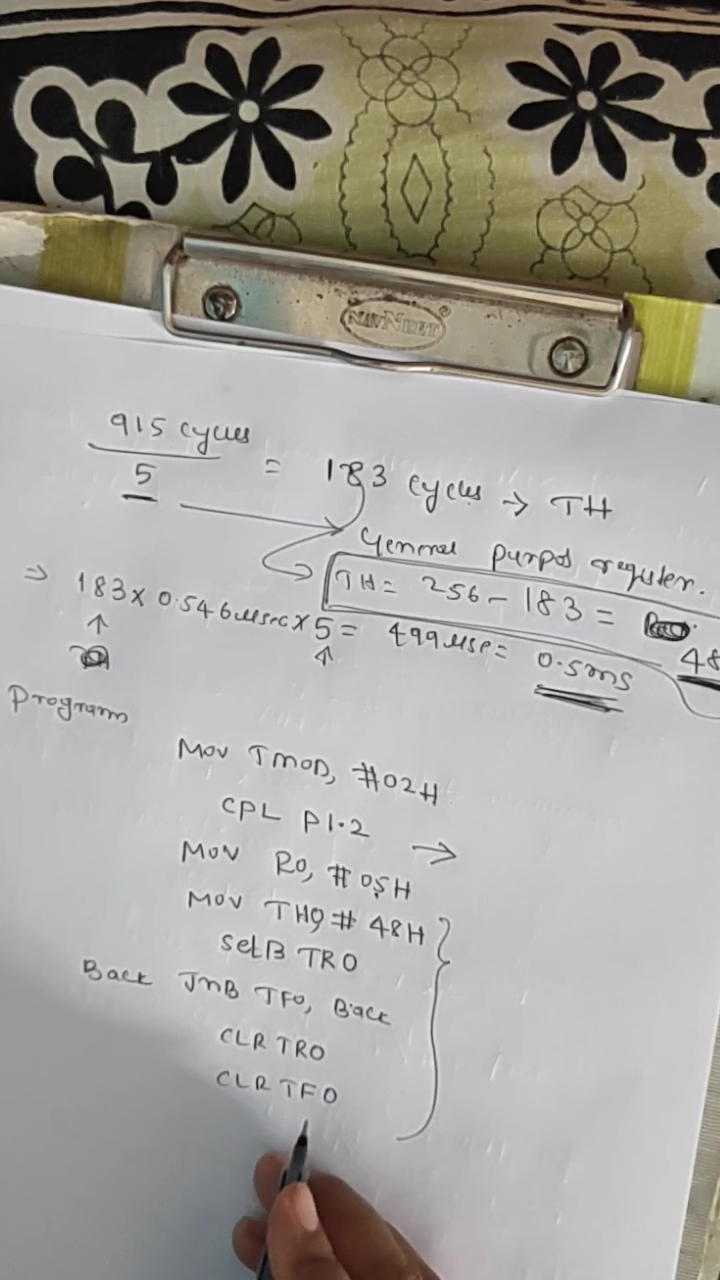 NAVNEET®
915 cycles
5
= 183 cycles → TH
General purpos register.
TH = 256 - 183 =
48
⇒ 183 x 0.546 usec x 5 = 499 usec = 0.5ms
Program
Mov TMOD, #02H
CPL P1.2 →
MOV R0, #05H
MOV TH0, # 48H
SetB TR0
Back JNB TF0, Back
CLR TR0
CLR TF0